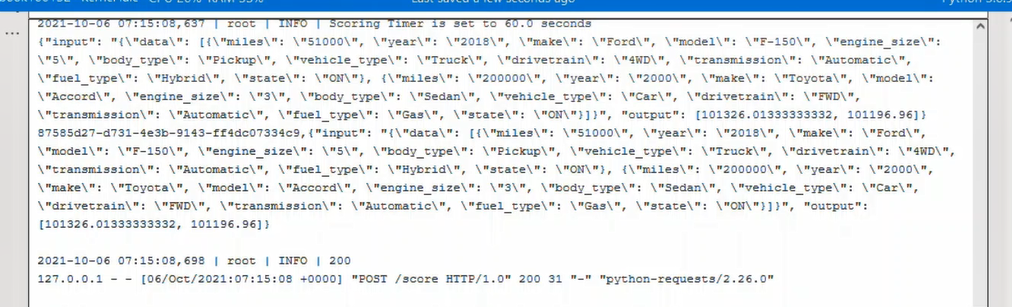 Last saved a few seconds ago
2021-10-06 07:15:08,637 | root | INFO | Scoring Timer is set to 60.0 seconds
{"input": "{\"data\": [{\"miles\": \"51000\", \"year\": \"2018\", \"make\": \"Ford\", \"model\": \"F-150\", \"engine_size\":
\"5\", \"body_type\": \"Pickup\", \"vehicle_type\": \"Truck\", \"drivetrain\": \"4WD\", \"transmission\": \"Automatic\",
\"fuel_type\": \"Hybrid\", \"state\": \"ON\"}, {\"miles\": \"200000\", \"year\": \"2000\", \"make\": \"Toyota\", \"model\":
\"Accord\", \"engine_size\": \"3\", \"body_type\": \"Sedan\", \"vehicle_type\": \"Car\", \"drivetrain\": \"FWD\",
\"transmission\": \"Automatic\", \"fuel_type\": \"Gas\", \"state\": \"ON\"}]}", "output": [101326.01333333332, 101196.96]}
87585d27-d731-4e3b-9143-ff4dc07334c9,{"input": "{\"data\": [{\"miles\": \"51000\", \"year\": \"2018\", \"make\": \"Ford\",
\"model\": \"F-150\", \"engine_size\": \"5\", \"body_type\": \"Pickup\", \"vehicle_type\": \"Truck\", \"drivetrain\": \"4WD\",
\"transmission\": \"Automatic\", \"fuel_type\": \"Hybrid\", \"state\": \"ON\"}, {\"miles\": \"200000\", \"year\": \"2000\",
\"make\": \"Toyota\", \"model\": \"Accord\", \"engine_size\": \"3\", \"body_type\": \"Sedan\", \"vehicle_type\": \"Car\",
\"drivetrain\": \"FWD\", \"transmission\": \"Automatic\", \"fuel_type\": \"Gas\", \"state\": \"ON\"}]}", "output":
[101326.01333333332, 101196.96]}
2021-10-06 07:15:08,698 | root | INFO | 200
127.0.0.1 - - [06/Oct/2021:07:15:08 +0000] "POST /score HTTP/1.0" 200 31 "-" "python-requests/2.26.0"